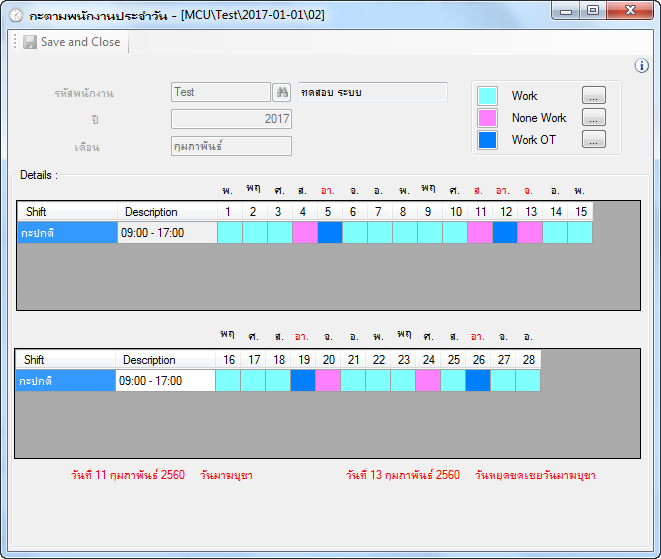 กะตามพนักงานประจำวัน - [MCU\Test\2017-01-01\02]
Save and Close
รหัสพนักงาน Test ทดสอบ ระบบ
ปี 2017
เดือน กุมภาพันธ์
Work ...
None Work ...
Work OT ...
Details :
พ. พฤ ศ. ส. อา. จ. อ. พ. พฤ ศ. ส. อา. จ. อ. พ.
Shift Description 1 2 3 4 5 6 7 8 9 10 11 12 13 14 15
กะปกติ 09:00 - 17:00
พฤ ศ. ส. อา. จ. อ. พ. พฤ ศ. ส. อา. จ. อ.
Shift Description 16 17 18 19 20 21 22 23 24 25 26 27 28
กะปกติ 09:00 - 17:00
วันที่ 11 กุมภาพันธ์ 2560 วันมาฆบูชา วันที่ 13 กุมภาพันธ์ 2560 วันหยุดชดเชยวันมาฆบูชา